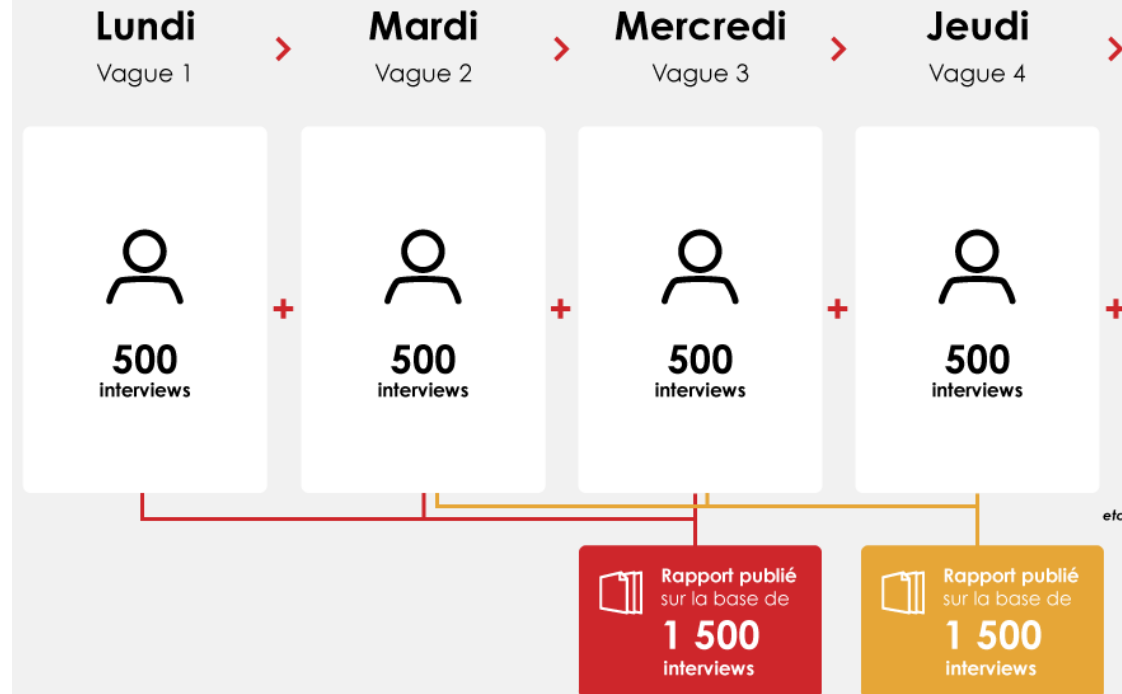 Lundi
Vague 1
Mardi
Vague 2
Mercredi
Vague 3
Jeudi
Vague 4
500
interviews
+
500
interviews
+
500
interviews
+
500
interviews
+
etc
Rapport publié
sur la base de
1 500
interviews
Rapport publié
sur la base de
1 500
interviews